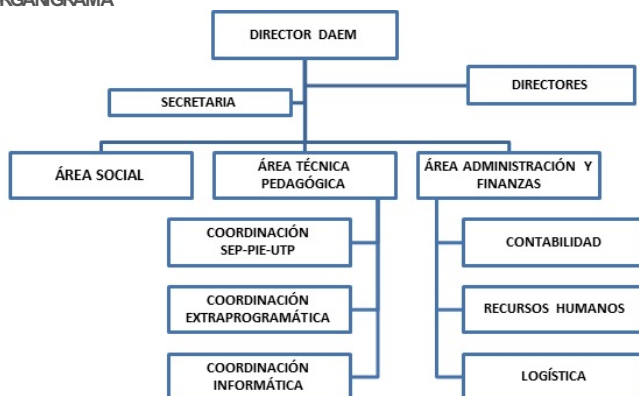 DIRECTOR DAEM
DIRECTORES
SECRETARIA
ÁREA SOCIAL
ÁREA TÉCNICA
PEDAGÓGICA
ÁREA ADMINISTRACIÓN Y
FINANZAS
COORDINACIÓN
SEP-PIE-UTP
CONTABILIDAD
COORDINACIÓN
EXTRAPROGRAMÁTICA
RECURSOS HUMANOS
COORDINACIÓN
INFORMÁTICA
LOGÍSTICA